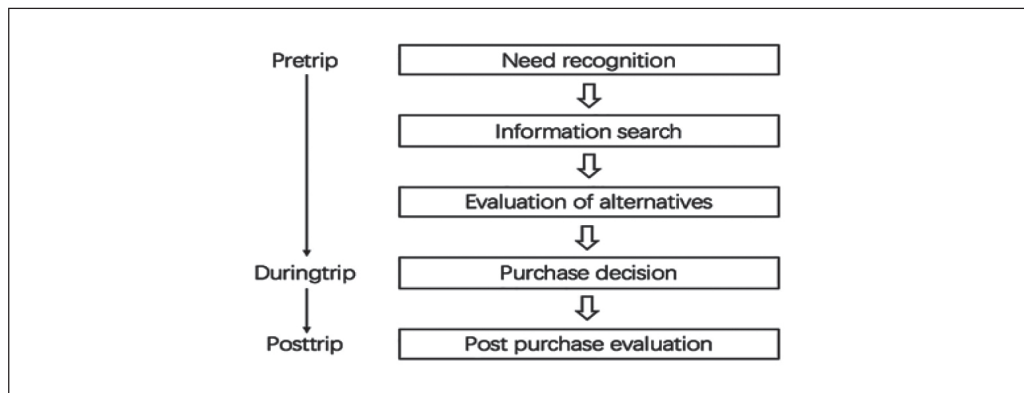 Pretrip
Need recognition
Information search
Evaluation of alternatives
Duringtrip
Purchase decision
Posttrip
Post purchase evaluation